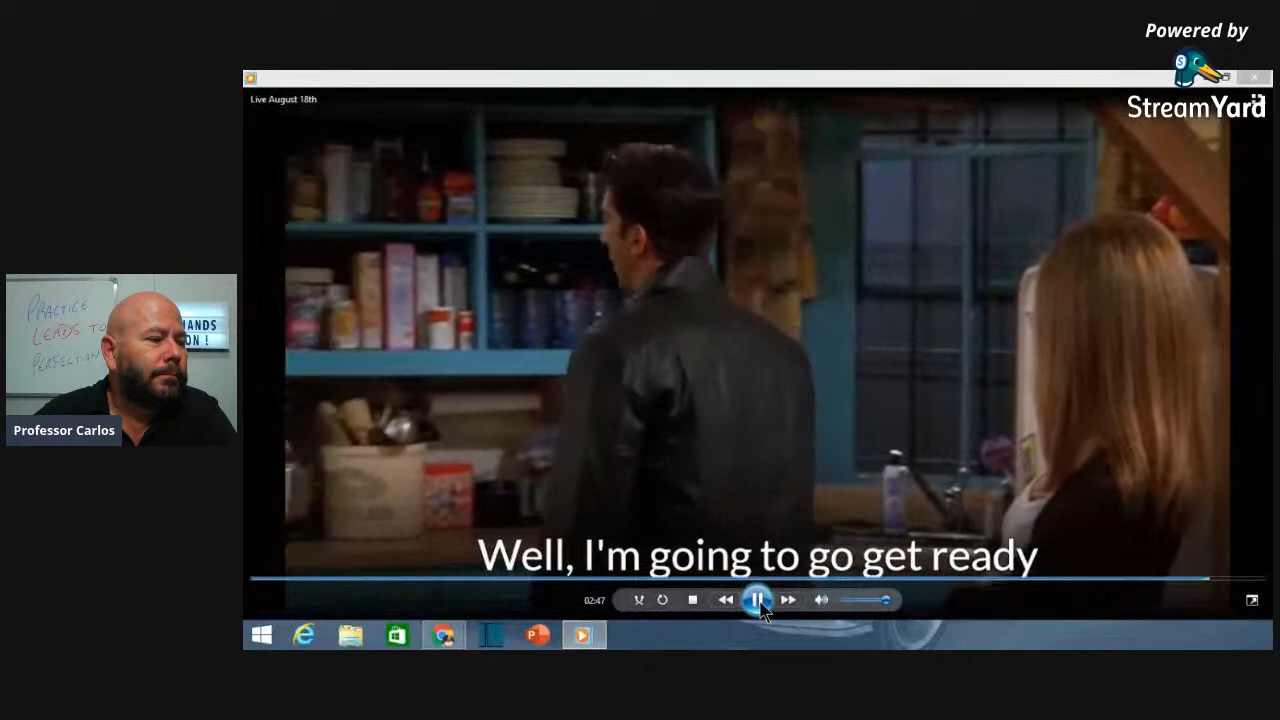 Powered by
StreamYard
Live August 18th
PRACTICE
LEADS TO
PERFECTION
HANDS
ON !
Professor Carlos
Well, I'm going to go get ready
02:47